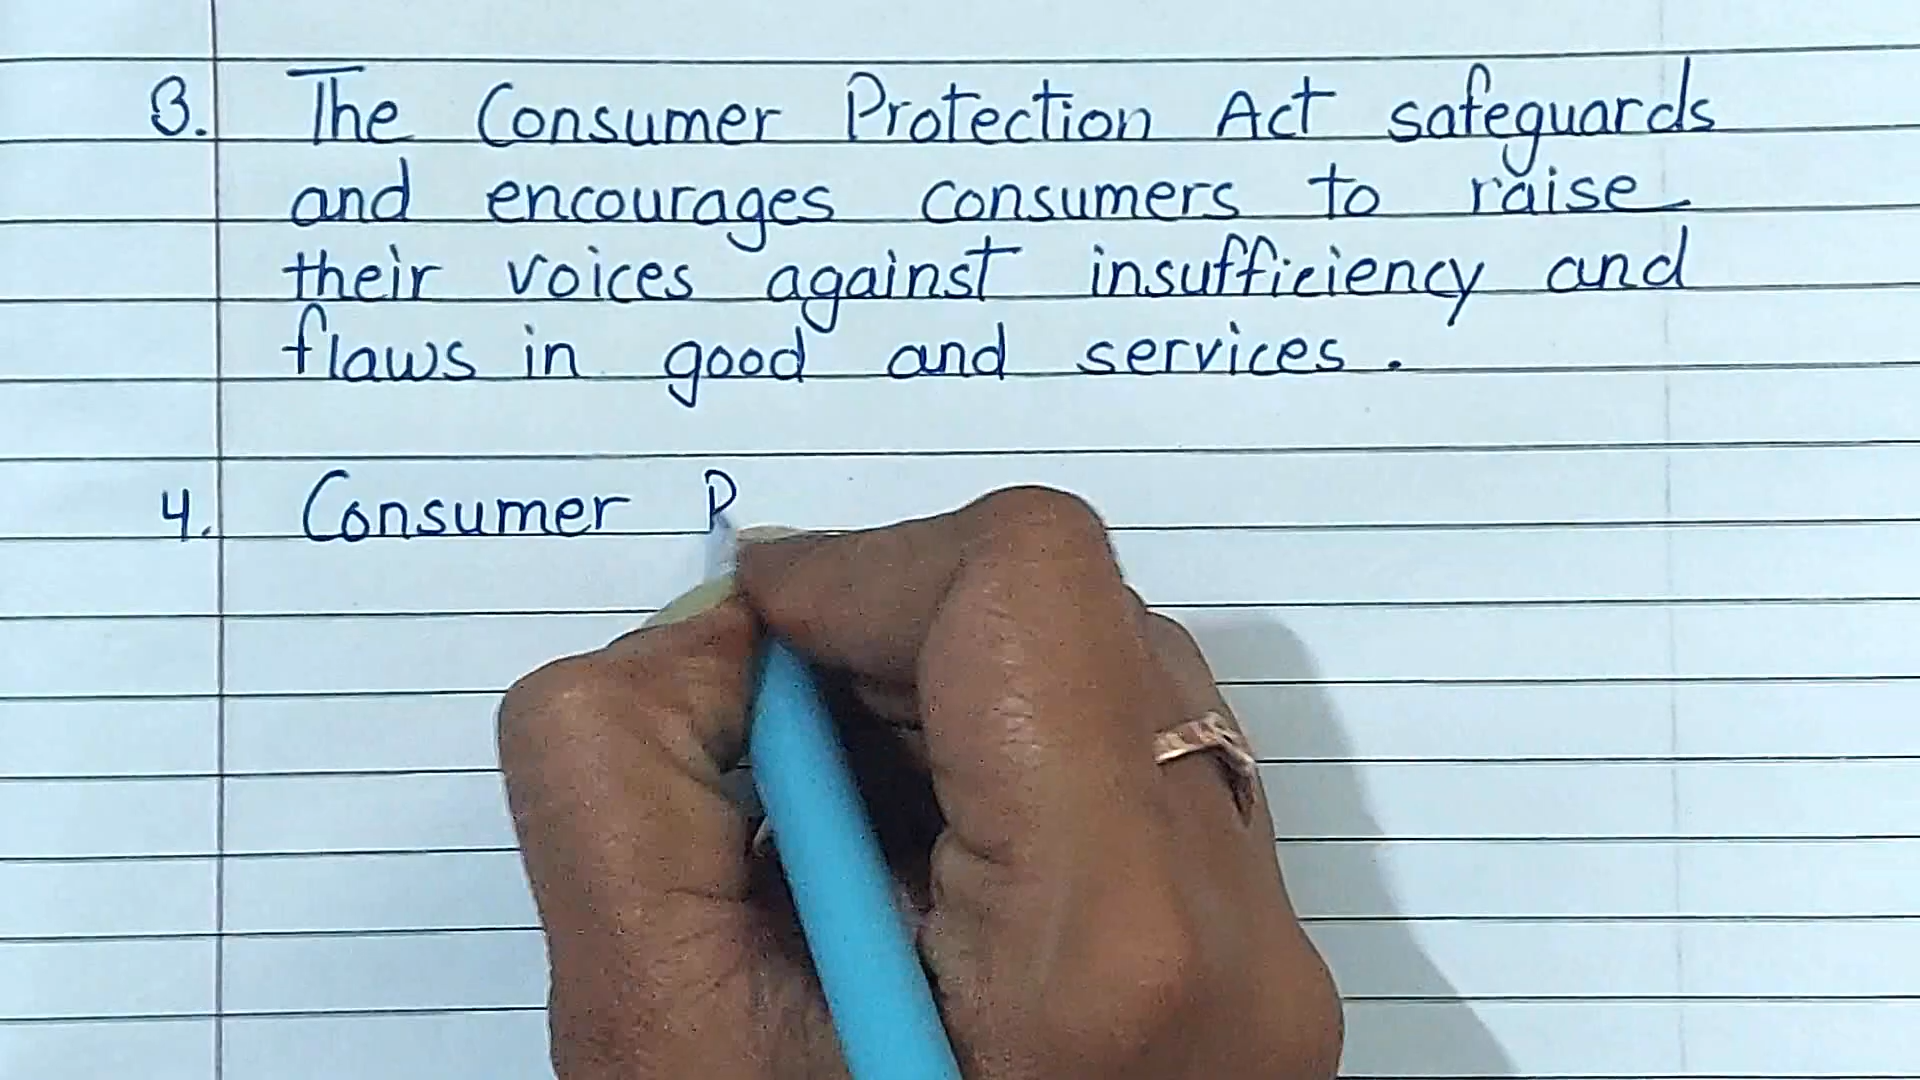 3. The Consumer Protection Act safeguards
and encourages consumers to raise
their voices against insufficiency and
flaws in good and services.
4. Consumer P